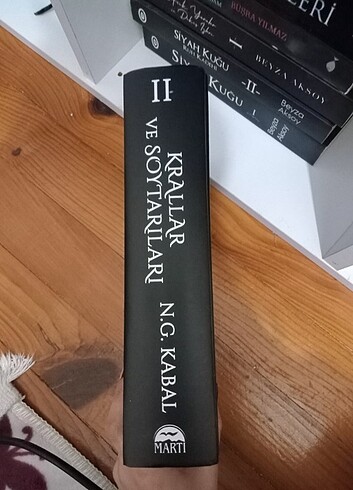 II
KRALLAR
VE SOYTARILARI
N.G. KABAL
MARTI
BÜŞRA YILMAZ
BEYZA AKSOY
SİYAH KUĞU
-II-
Beyza
Aksoy
SİYAH KUĞU
I
Beyza
Aksoy